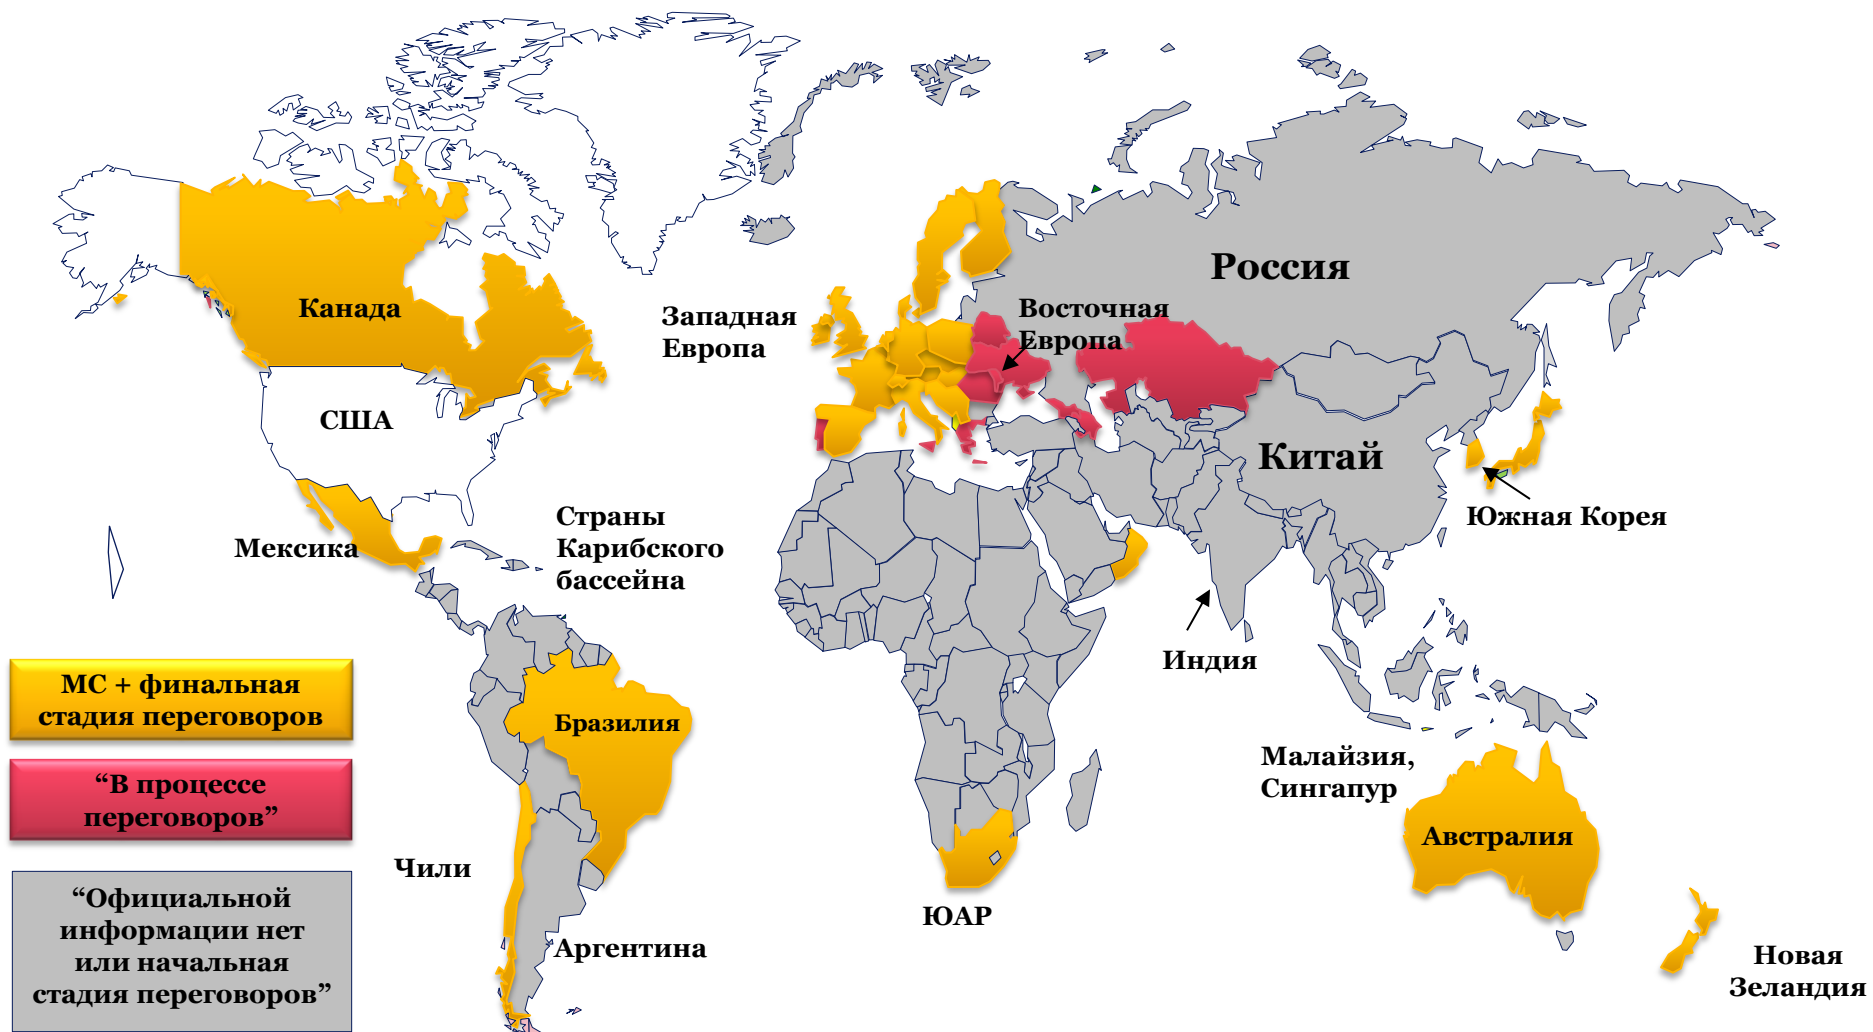 Россия
Канада
Западная
Европа
Восточная
Европа
США
Китай
Мексика
Страны
Карибского
бассейна
Южная Корея
Индия
МС + финальная
стадия переговоров
Бразилия
“В процессе
переговоров”
Малайзия,
Сингапур
Австралия
Чили
ЮАР
“Официальной
информации нет
или начальная
стадия переговоров”
Аргентина
Новая
Зеландия